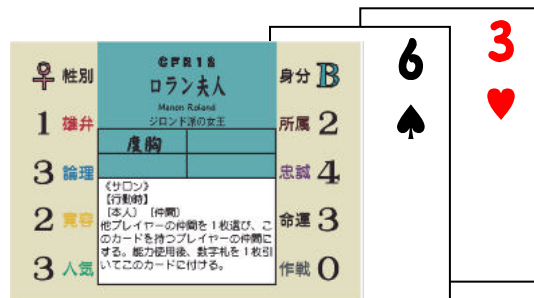 ♀ 性別
1 雄弁
3 論理
2 寛容
3 人気
CFR18
ロラン夫人
Manon Roland
ジロンド派の女王
度胸
《サロン》
【行動時】
〔本人〕〔仲間〕
他プレイヤーの仲間を1枚選び、こ
のカードを持つプレイヤーの仲間に
する。能力使用後、数字札を1枚引
いてこのカードに付ける。
身分 B
所属 2
忠誠 4
命運 3
作戦 0
6
♠
3
♥